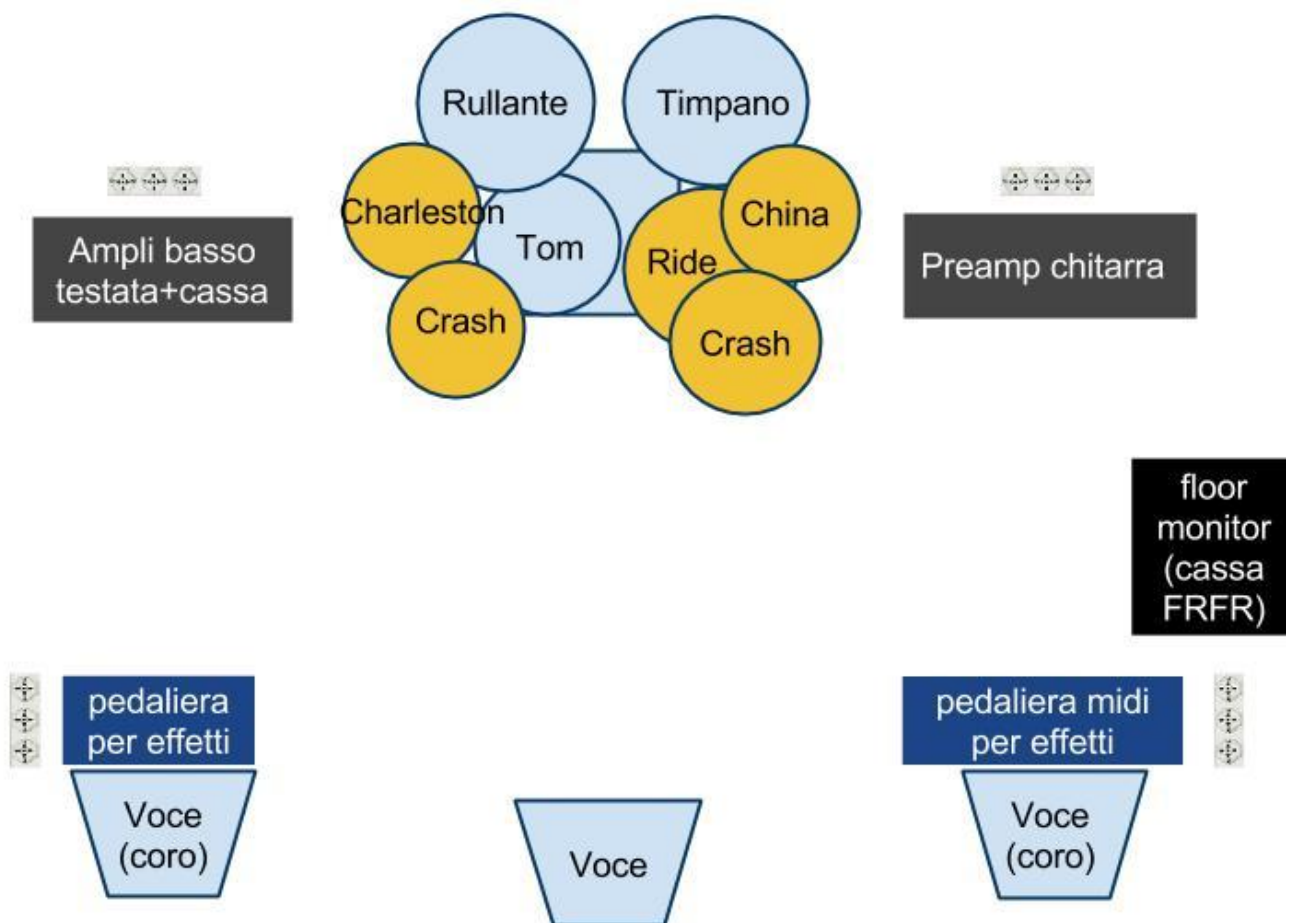 Rullante
Timpano
Charleston
China
Tom
Ride
Crash
Crash
Ampli basso
testata+cassa
Preamp chitarra
floor
monitor
(cassa
FRFR)
pedaliera
per effetti
pedaliera midi
per effetti
Voce
(coro)
Voce
Voce
(coro)